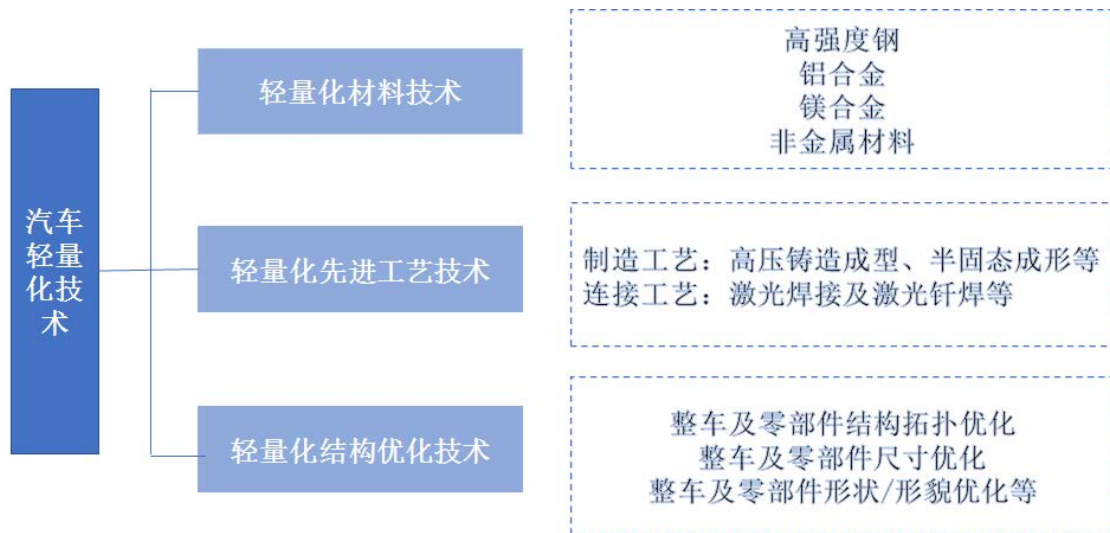 汽车
轻量
化技
术
轻量化材料技术
高强度钢
铝合金
镁合金
非金属材料
轻量化先进工艺技术
制造工艺：高压铸造成型、半固态成形等
连接工艺：激光焊接及激光钎焊等
轻量化结构优化技术
整车及零部件结构拓扑优化
整车及零部件尺寸优化
整车及零部件形状/形貌优化等